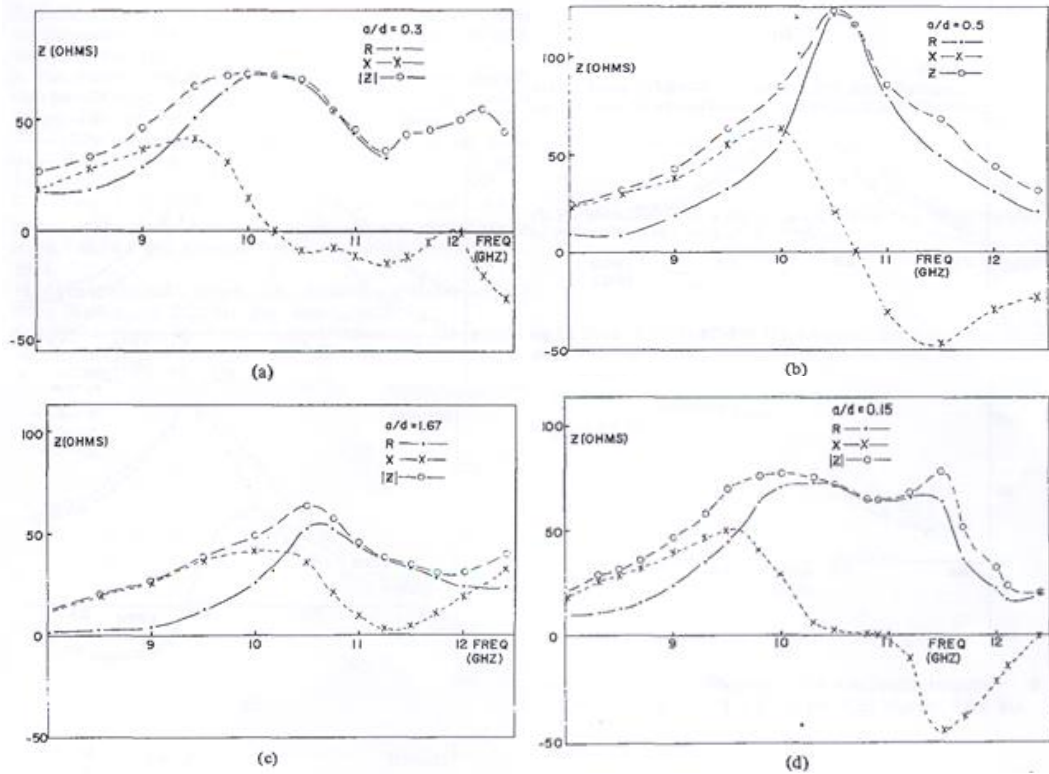 Z (OHMS)
a/d = 0.3
R
X X
|Z| O
50
0
9
10
11
12
FREQ
(GHZ)
-50
(a)
Z (OHMS)
a/d = 0.5
R
X X
Z O
100
50
0
9
10
11
FREQ
(GHZ)
12
-50
(b)
100
Z(OHMS)
a/d = 1.67
R
X X
|Z| O
50
0
9
10
11
12
FREQ
(GHZ)
-50
(c)
100
Z(OHMS)
a/d = 0.15
R
X X
|Z| O
50
0
9
10
11
FREQ
(GHZ)
12
-50
(d)